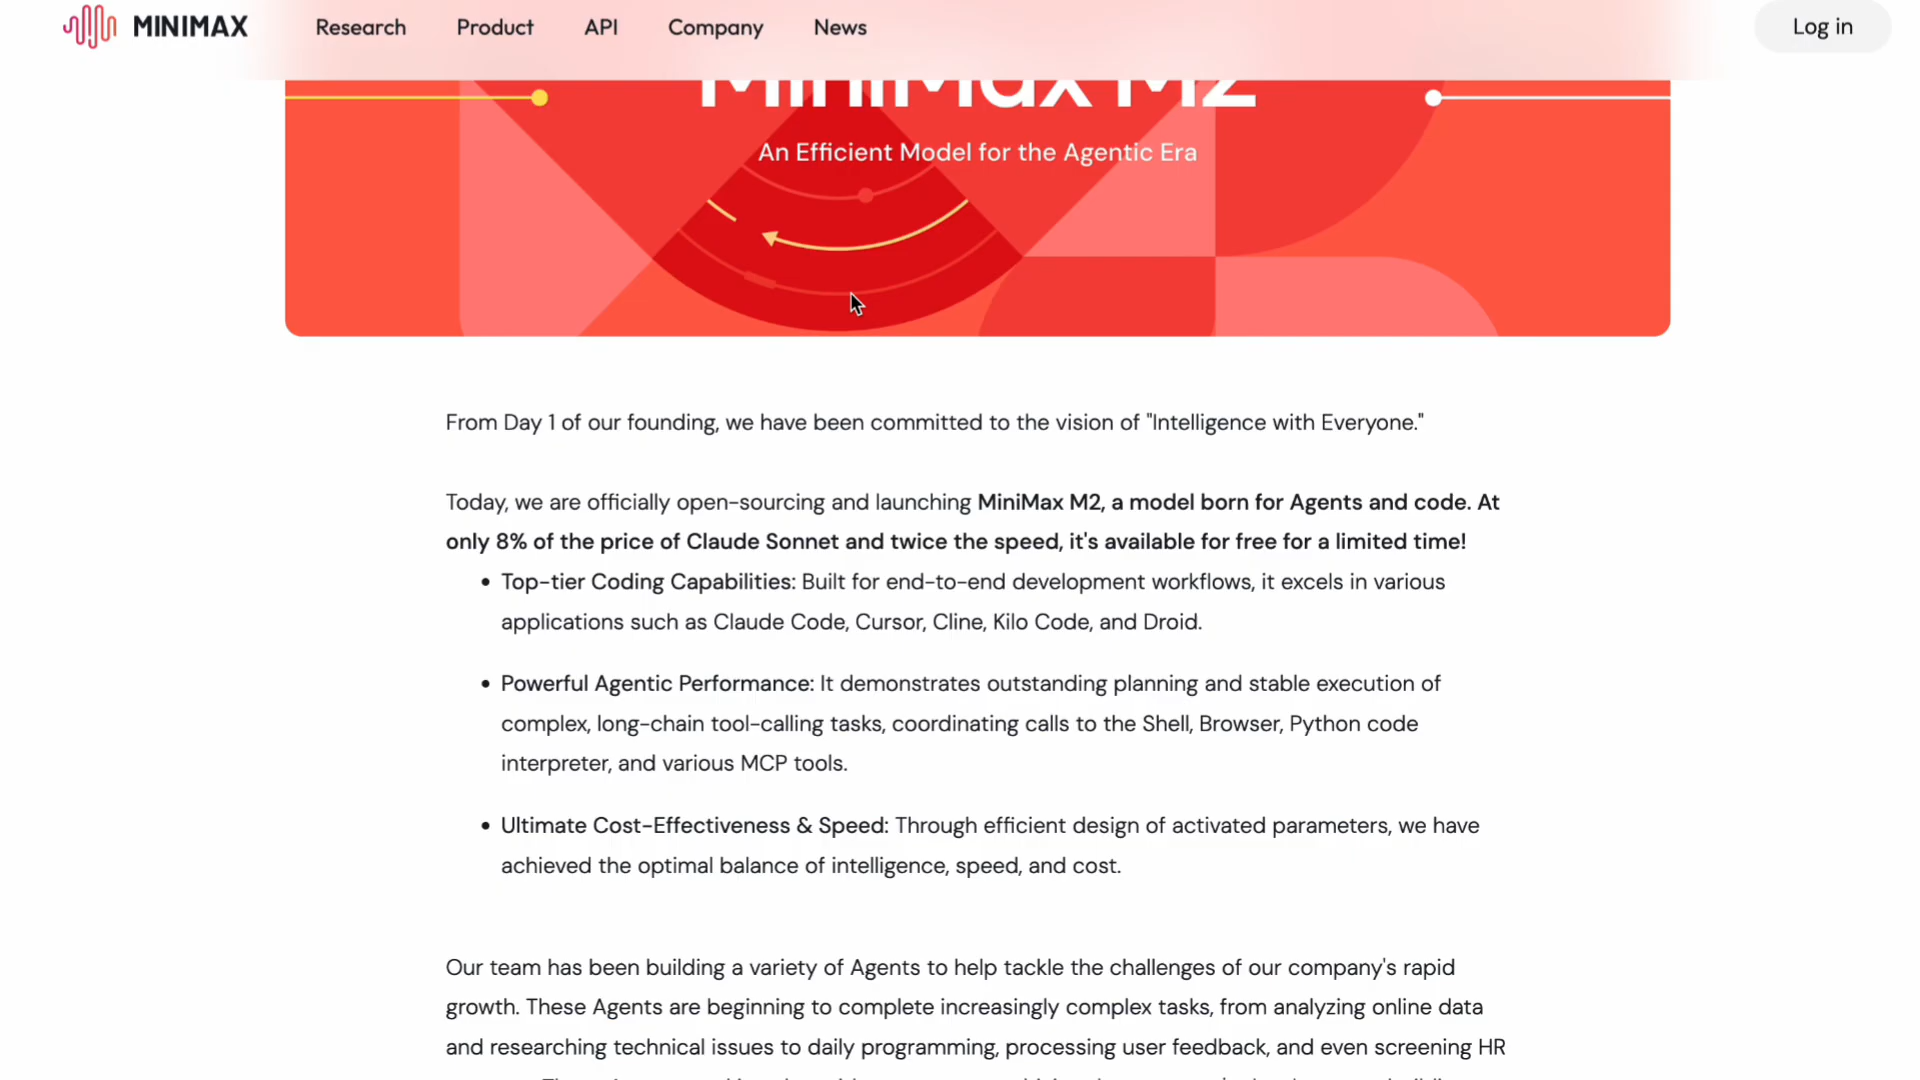 MINIMAX
Research
Product
API
Company
News
Log in
MiniMax M2
An Efficient Model for the Agentic Era
From Day 1 of our founding, we have been committed to the vision of "Intelligence with Everyone."
Today, we are officially open-sourcing and launching MiniMax M2, a model born for Agents and code. At
only 8% of the price of Claude Sonnet and twice the speed, it's available for free for a limited time!
• Top-tier Coding Capabilities: Built for end-to-end development workflows, it excels in various
applications such as Claude Code, Cursor, Cline, Kilo Code, and Droid.
• Powerful Agentic Performance: It demonstrates outstanding planning and stable execution of
complex, long-chain tool-calling tasks, coordinating calls to the Shell, Browser, Python code
interpreter, and various MCP tools.
• Ultimate Cost-Effectiveness & Speed: Through efficient design of activated parameters, we have
achieved the optimal balance of intelligence, speed, and cost.
Our team has been building a variety of Agents to help tackle the challenges of our company's rapid
growth. These Agents are beginning to complete increasingly complex tasks, from analyzing online data
and researching technical issues to daily programming, processing user feedback, and even screening HR